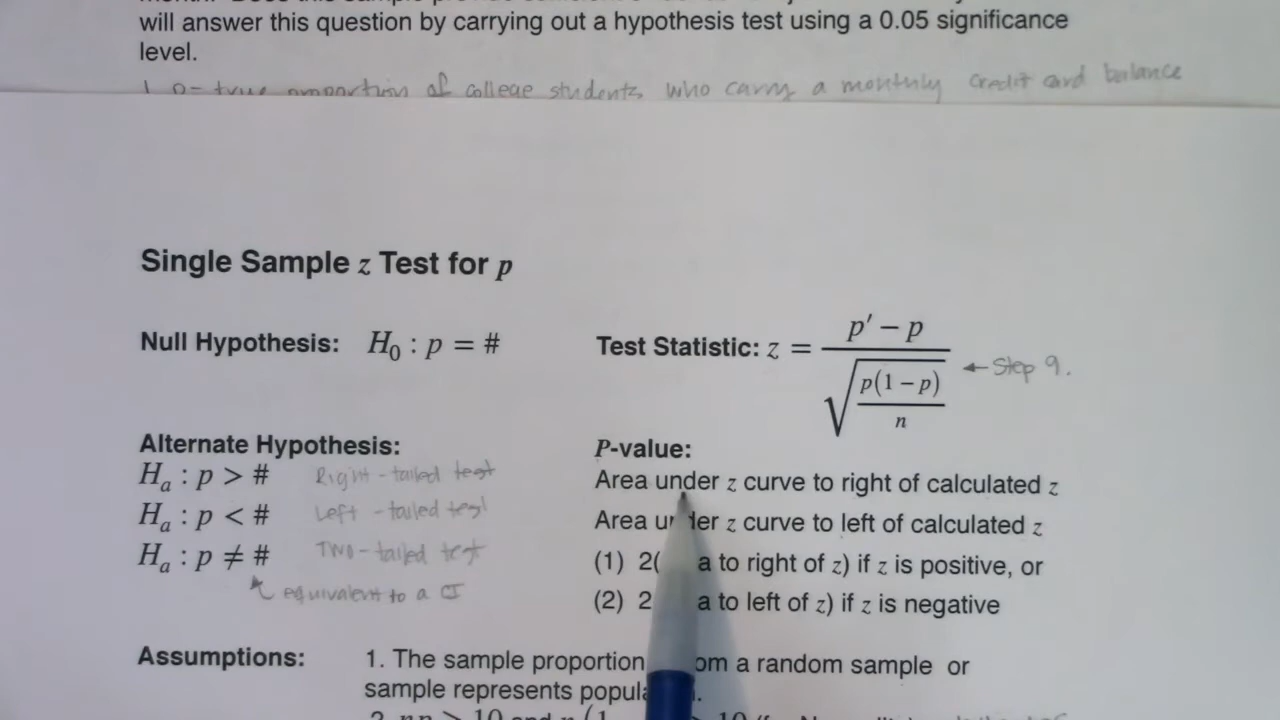 will answer this question by carrying out a hypothesis test using a 0.05 significance
level.
p- true proportion of college students who carry a monthly credit card balance
Single Sample z Test for p
Null Hypothesis: H₀ : p = #
Test Statistic: z = (p′ − p) / √(p(1 − p) / n) ← Step 9.
Alternate Hypothesis:
Hₐ : p > # Right-tailed test
Hₐ : p < # Left-tailed test
Hₐ : p ≠ # Two-tailed test
equivalent to a CI
P-value:
Area under z curve to right of calculated z
Area under z curve to left of calculated z
(1) 2( a to right of z) if z is positive, or
(2) 2 a to left of z) if z is negative
Assumptions: 1. The sample proportion om a random sample or
sample represents popula